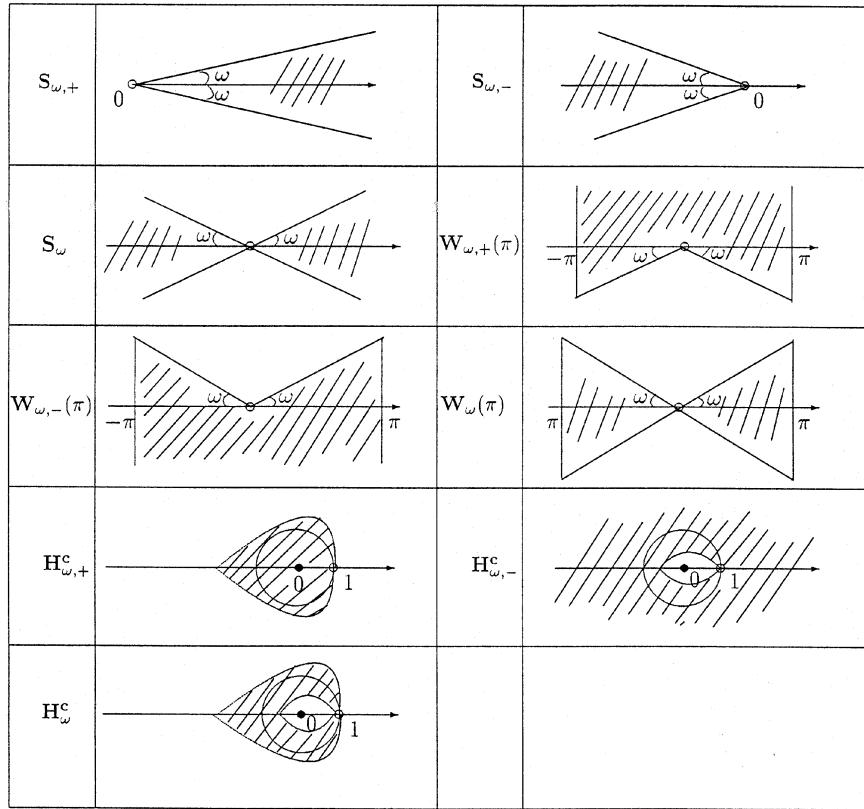 S_{ω,+}
ω
ω
0
S_{ω,-}
ω
ω
0
S_ω
ω
ω
W_{ω,+}(π)
-π
ω
ω
π
W_{ω,-}(π)
-π
ω
ω
π
W_ω(π)
π
ω
ω
π
H^c_{ω,+}
0
1
H^c_{ω,-}
0
1
H^c_ω
0
1